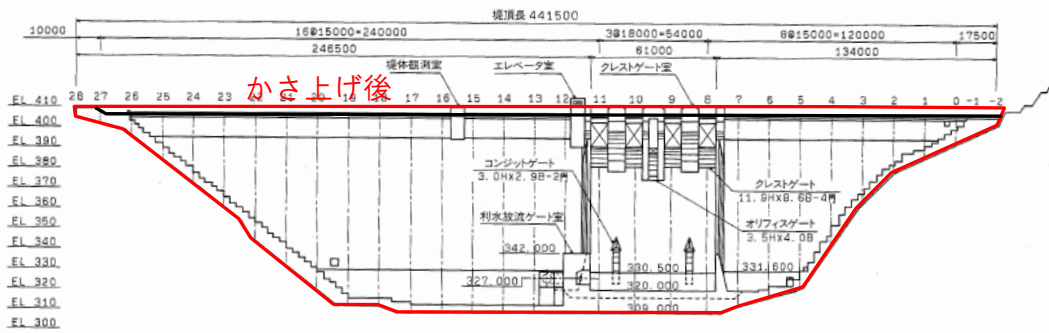 堤頂長 441500
10000 16@15000=240000 3@18000=54000 8@15000=120000 17500
246500 61000 134000
堤体観測室 エレベータ室 クレストゲート室
かさ上げ後
EL 410 28 27 26 25 24 23 22 21 20 19 18 17 16 15 14 13 12 11 10 9 8 7 6 5 4 3 2 1 0 -1 -2
EL 400
EL 390
EL 380 コンジットゲート
3.0H×2.9B-2門
EL 370 クレストゲート
11.9H×8.6B-4門
EL 360
利水放流ゲート室 オリフィスゲート
3.5H×4.0B
EL 350
EL 340 342.000
EL 330 330.500 331.600
327.000
EL 320 320.000
EL 310 309.000
EL 300